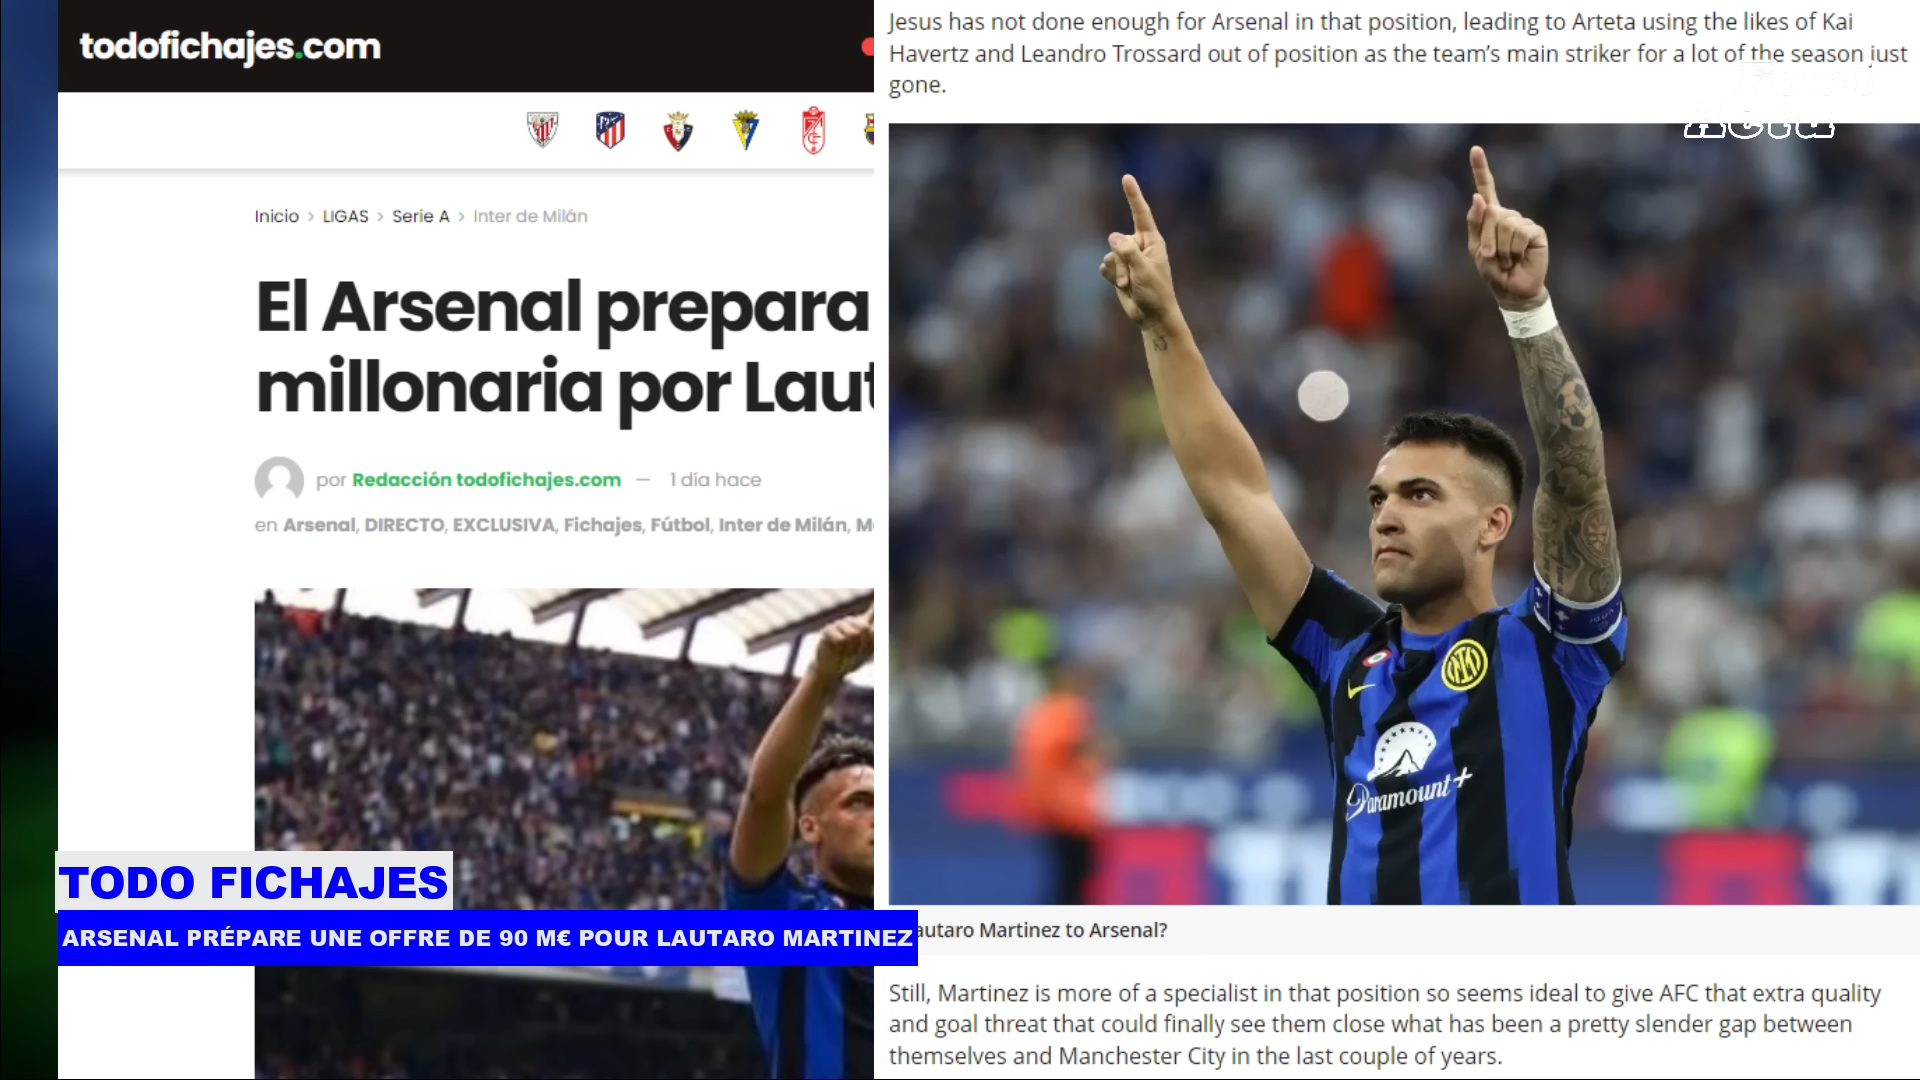 todofichajes.com
Inicio > LIGAS > Serie A > Inter de Milán
El Arsenal prepara
millonaria por Laut
por Redacción todofichajes.com — 1 día hace
en Arsenal, DIRECTO, EXCLUSIVA, Fichajes, Fútbol, Inter de Milán, M
TODO FICHAJES
ARSENAL PRÉPARE UNE OFFRE DE 90 M€ POUR LAUTARO MARTINEZ
Jesus has not done enough for Arsenal in that position, leading to Arteta using the likes of Kai
Havertz and Leandro Trossard out of position as the team's main striker for a lot of the season just
gone.
Actu
Paramount+
autaro Martinez to Arsenal?
Still, Martinez is more of a specialist in that position so seems ideal to give AFC that extra quality
and goal threat that could finally see them close what has been a pretty slender gap between
themselves and Manchester City in the last couple of years.